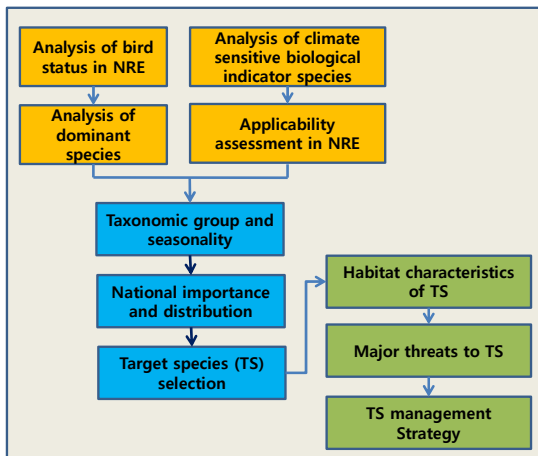 Analysis of bird
status in NRE
Analysis of climate
sensitive biological
indicator species
Analysis of
dominant
species
Applicability
assessment in NRE
Taxonomic group and
seasonality
National importance
and distribution
Target species (TS)
selection
Habitat characteristics
of TS
Major threats to TS
TS management
Strategy